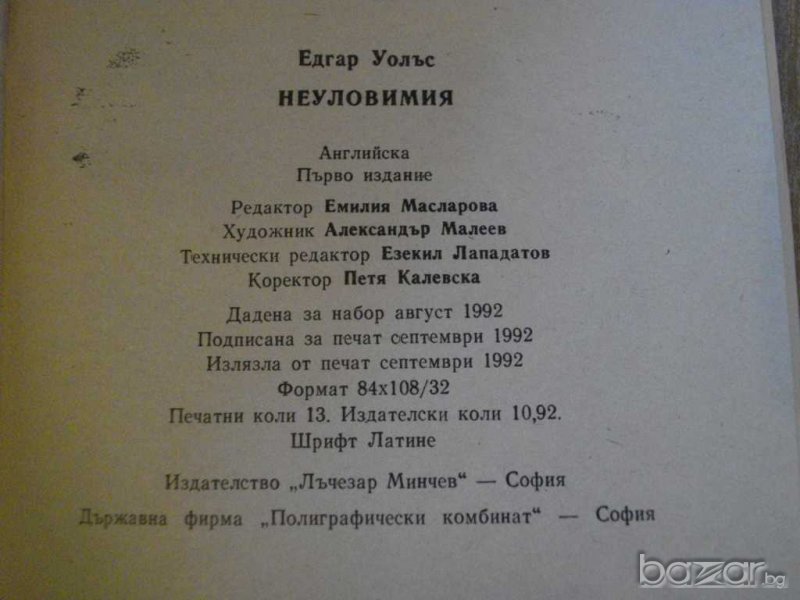 Едгар Уолъс
НЕУЛОВИМИЯ
Английска
Първо издание
Редактор Емилия Масларова
Художник Александър Малеев
Технически редактор Езекил Лападатов
Коректор Петя Калевска
Дадена за набор август 1992
Подписана за печат септември 1992
Излязла от печат септември 1992
Формат 84x108/32
Печатни коли 13. Издателски коли 10,92.
Шрифт Латине
Издателство „Лъчезар Минчев“ — София
Държавна фирма „Полиграфически комбинат“ — София
bazar.bg